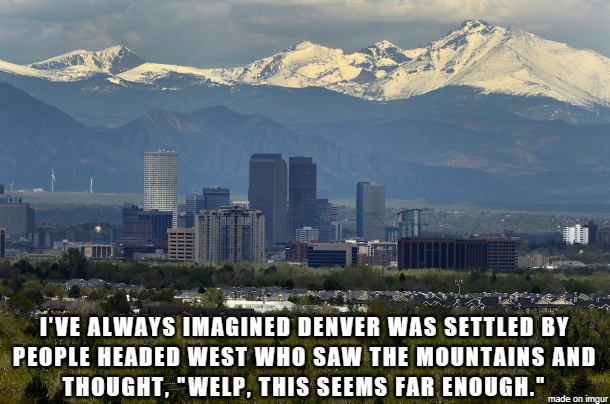 I'VE ALWAYS IMAGINED DENVER WAS SETTLED BY
PEOPLE HEADED WEST WHO SAW THE MOUNTAINS AND
THOUGHT, "WELP, THIS SEEMS FAR ENOUGH."
made on imgur